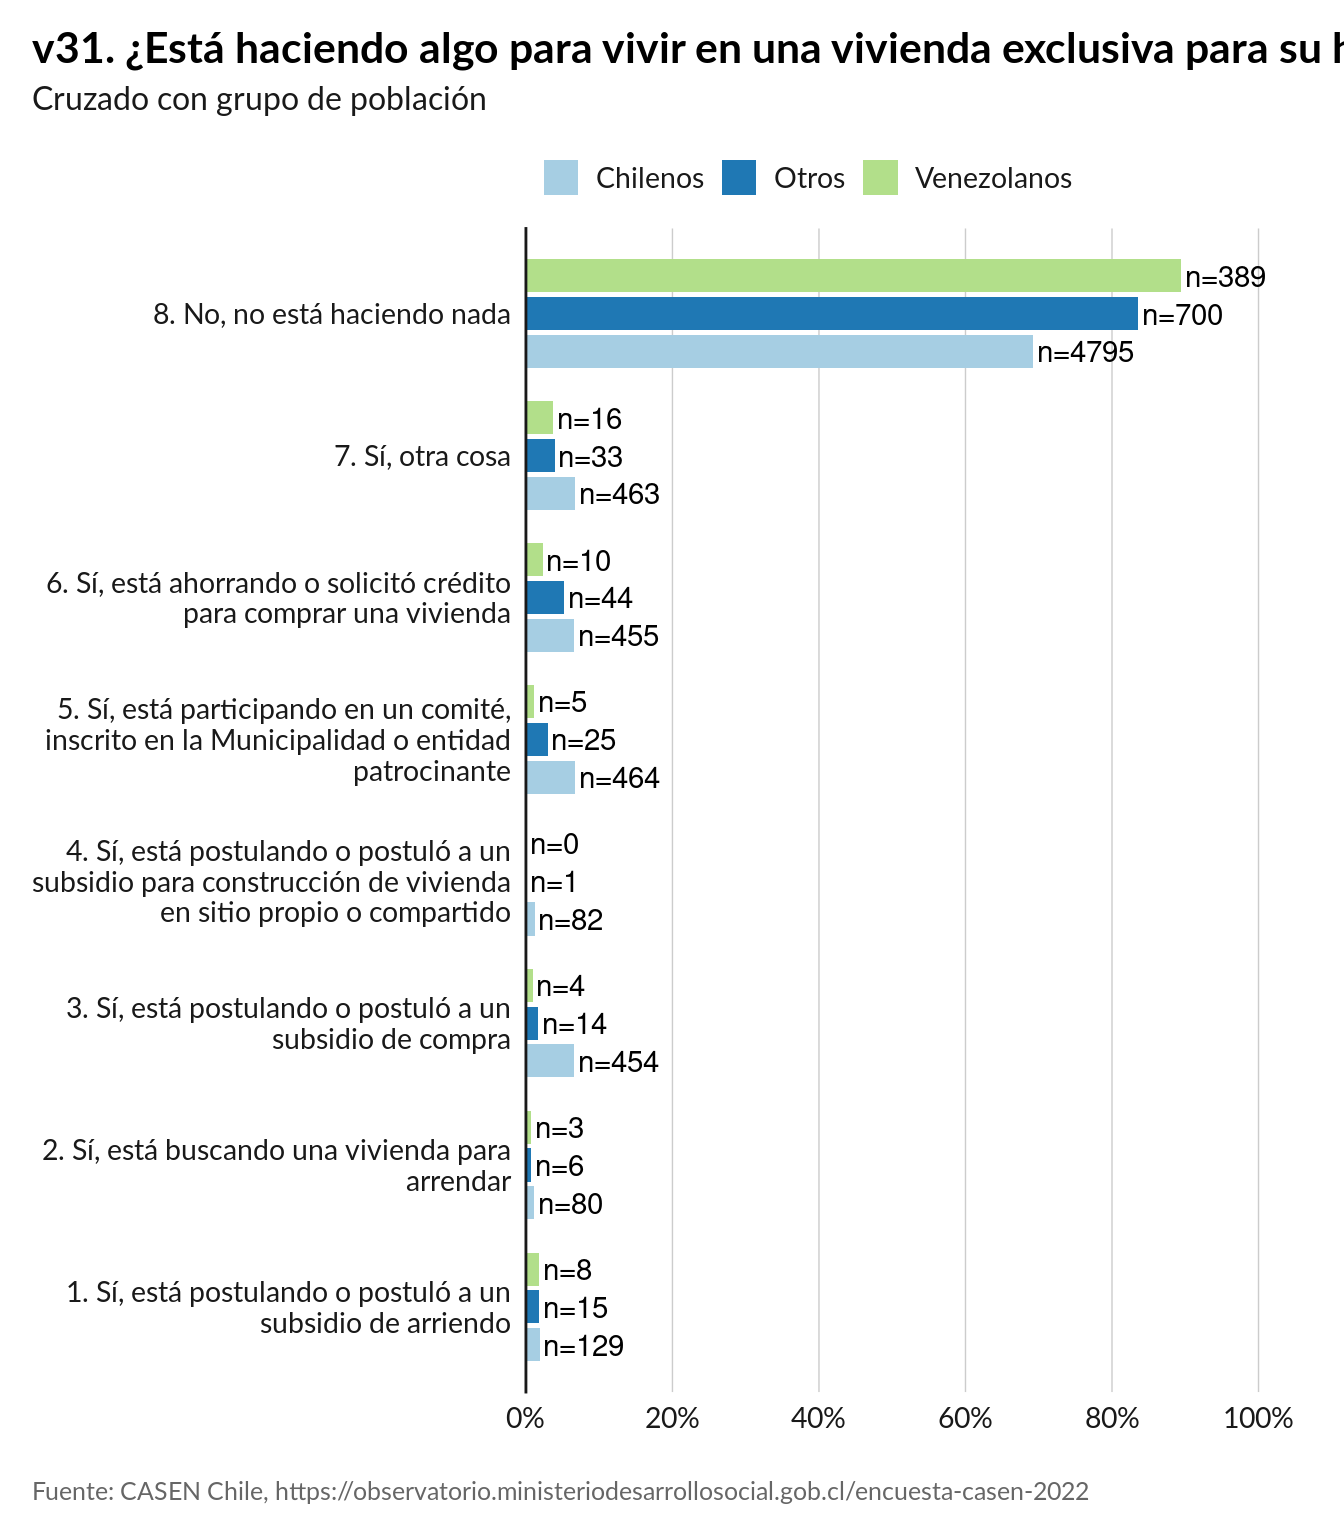 v31. ¿Está haciendo algo para vivir en una vivienda exclusiva para su
Cruzado con grupo de población
Chilenos Otros Venezolanos
n=389
8. No, no está haciendo nada n=700
n=4795
n=16
7. Sí, otra cosa n=33
n=463
n=10
6. Sí, está ahorrando o solicitó crédito
n=44
para comprar una vivienda
n=455
n=5
5. Sí, está participando en un comité,
inscrito en la Municipalidad o entidad n=25
patrocinante n=464
n=0
4. Sí, está postulando o postuló a un
subsidio para construcción de vivienda n=1
en sitio propio o compartido n=82
n=4
3. Sí, está postulando o postuló a un
n=14
subsidio de compra
n=454
n=3
2. Sí, está buscando una vivienda para
n=6
arrendar
n=80
n=8
1. Sí, está postulando o postuló a un
n=15
subsidio de arriendo
n=129
0% 20% 40% 60% 80% 100%
Fuente: CASEN Chile, https://observatorio.ministeriodesarrollosocial.gob.cl/encuesta-casen-2022